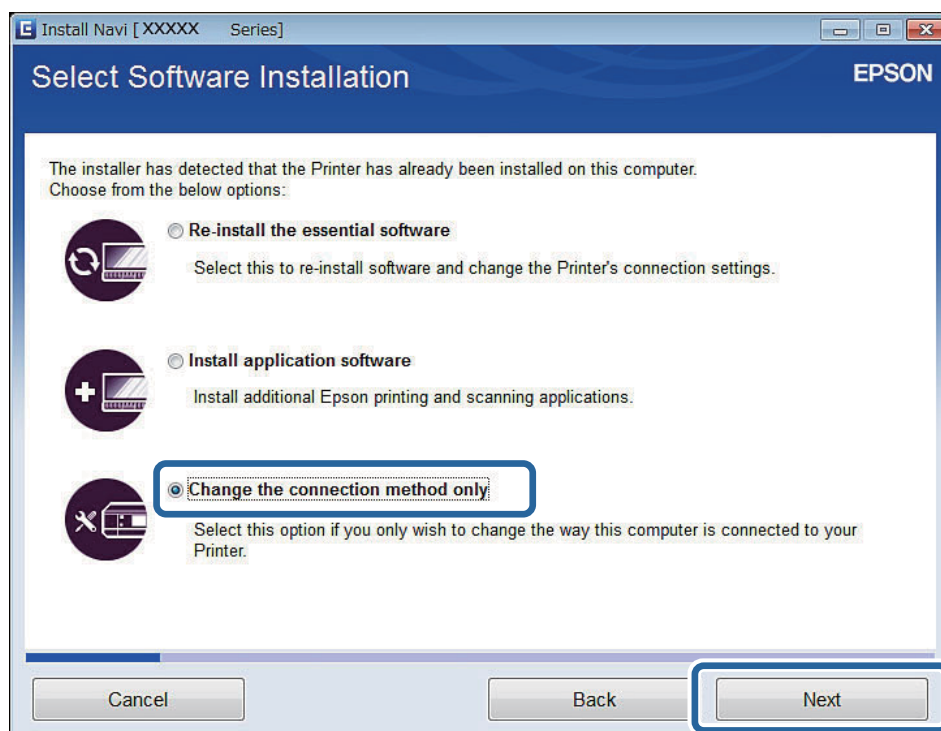 Install Navi [ XXXXX Series]
Select Software Installation
EPSON
The installer has detected that the Printer has already been installed on this computer.
Choose from the below options:
Re-install the essential software
Select this to re-install software and change the Printer's connection settings.
Install application software
Install additional Epson printing and scanning applications.
Change the connection method only
Select this option if you only wish to change the way this computer is connected to your
Printer.
Cancel
Back
Next